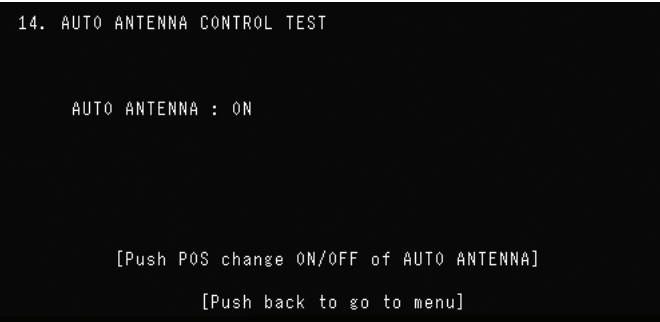 14. AUTO ANTENNA CONTROL TEST
AUTO ANTENNA : ON
[Push POS change ON/OFF of AUTO ANTENNA]
[Push back to go to menu]